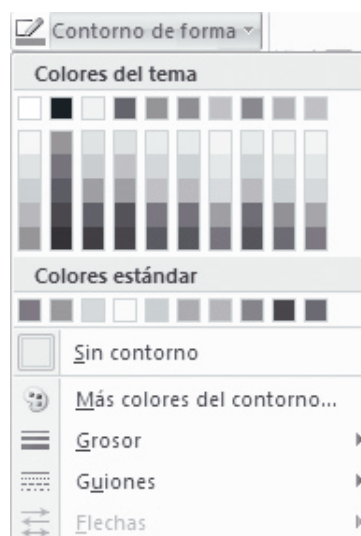 Contorno de forma
Colores del tema
Colores estándar
Sin contorno
Más colores del contorno...
Grosor
Guiones
Flechas